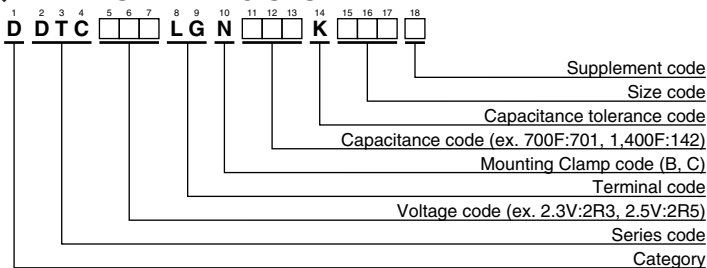 1 2 3 4 5 6 7 8 9 10 11 12 13 14 15 16 17 18
D DTC □□□ LG N □□□ K □□□ □
Supplement code
Size code
Capacitance tolerance code
Capacitance code (ex. 700F:701, 1,400F:142)
Mounting Clamp code (B, C)
Terminal code
Voltage code (ex. 2.3V:2R3, 2.5V:2R5)
Series code
Category